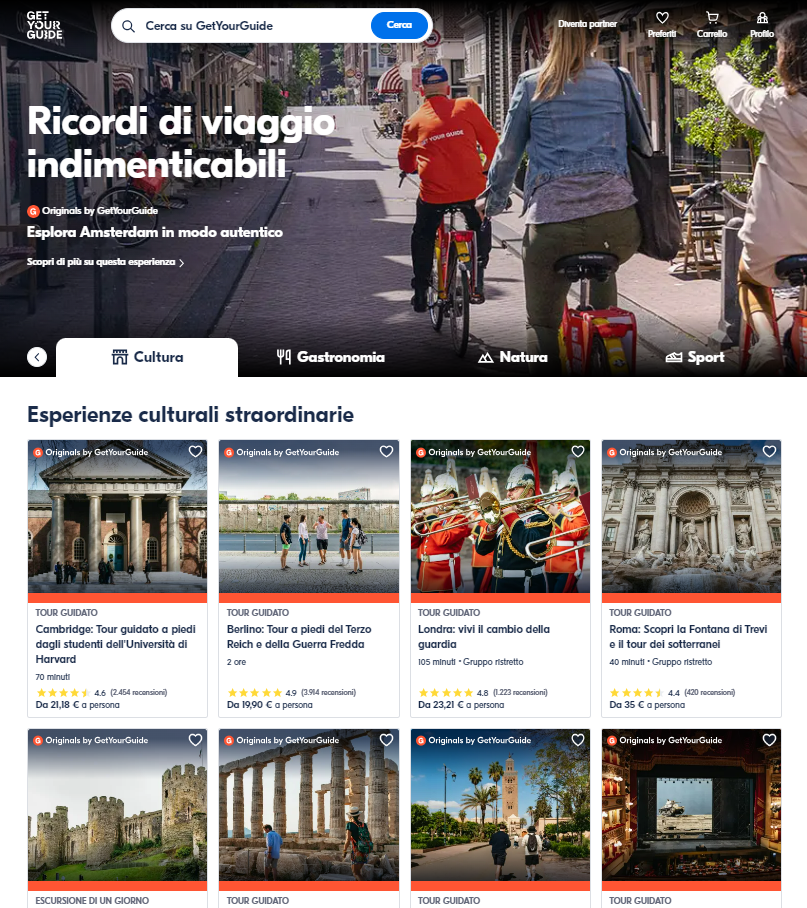 GET
YOUR
GUIDE
Cerca su GetYourGuide
Cerca
Diventa partner
Preferiti
Carrello
Profilo
YOUR GUIDE
Ricordi di viaggio
indimenticabili
G Originals by GetYourGuide
Esplora Amsterdam in modo autentico
Scopri di più su questa esperienza
Cultura
Gastronomia
Natura
Sport
Esperienze culturali straordinarie
G Originals by GetYourGuide
TOUR GUIDATO
Cambridge: Tour guidato a piedi
dagli studenti dell'Università di
Harvard
70 minuti
4.6 (2.454 recensioni)
Da 21,18 € a persona
G Originals by GetYourGuide
TOUR GUIDATO
Berlino: Tour a piedi del Terzo
Reich e della Guerra Fredda
2 ore
4.9 (3.914 recensioni)
Da 19,90 € a persona
G Originals by GetYourGuide
TOUR GUIDATO
Londra: vivi il cambio della
guardia
105 minuti • Gruppo ristretto
4.8 (1.223 recensioni)
Da 23,21 € a persona
G Originals by GetYourGuide
TOUR GUIDATO
Roma: Scopri la Fontana di Trevi
e il tour dei sotterranei
40 minuti • Gruppo ristretto
4.4 (420 recensioni)
Da 35 € a persona
G Originals by GetYourGuide
ESCURSIONE DI UN GIORNO
G Originals by GetYourGuide
TOUR GUIDATO
G Originals by GetYourGuide
TOUR GUIDATO
G Originals by GetYourGuide
TOUR GUIDATO